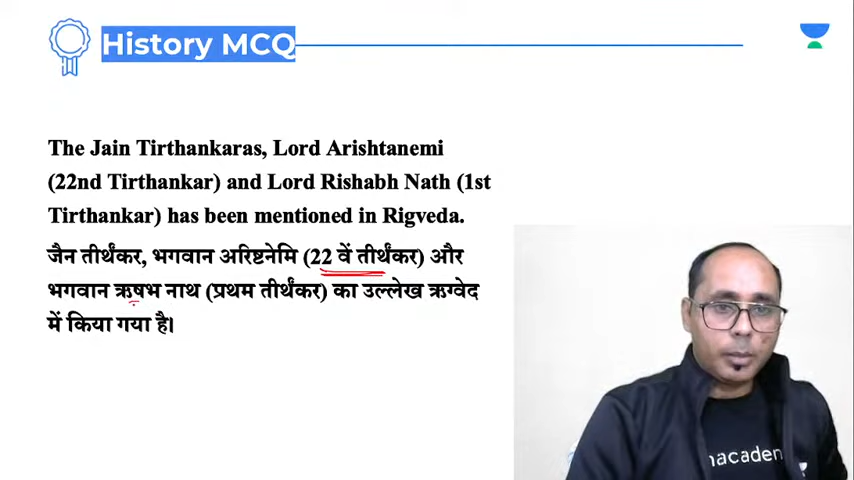 History MCQ
The Jain Tirthankaras, Lord Arishtanemi
(22nd Tirthankar) and Lord Rishabh Nath (1st
Tirthankar) has been mentioned in Rigveda.
जैन तीर्थंकर, भगवान अरिष्टनेमि (22 वें तीर्थंकर) और
भगवान ऋषभ नाथ (प्रथम तीर्थंकर) का उल्लेख ऋग्वेद
में किया गया है।
nacaden